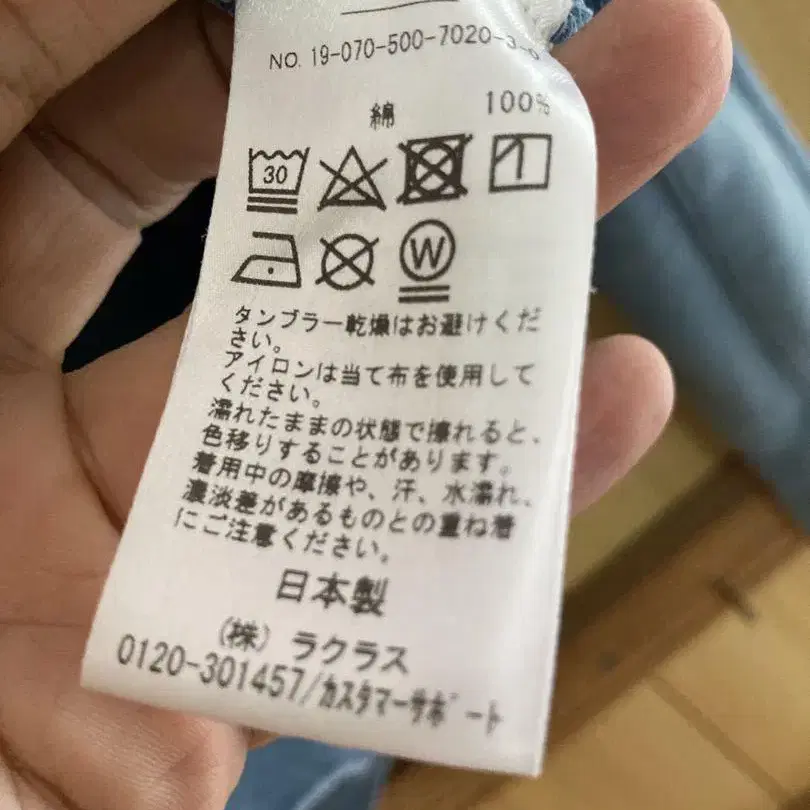 NO. 19-070-500-7020-3-6
綿 100%
30
W
タンブラー乾燥はお避けくだ
さい。
アイロンは当て布を使用して
ください。
濡れたままの状態で擦れると、
色移りすることがあります。
着用中の摩擦や、汗、水濡れ、
濃淡差があるものとの重ね着
にご注意ください。
日本製
(株) ラクラス
0120-301457/カスタマーサポート